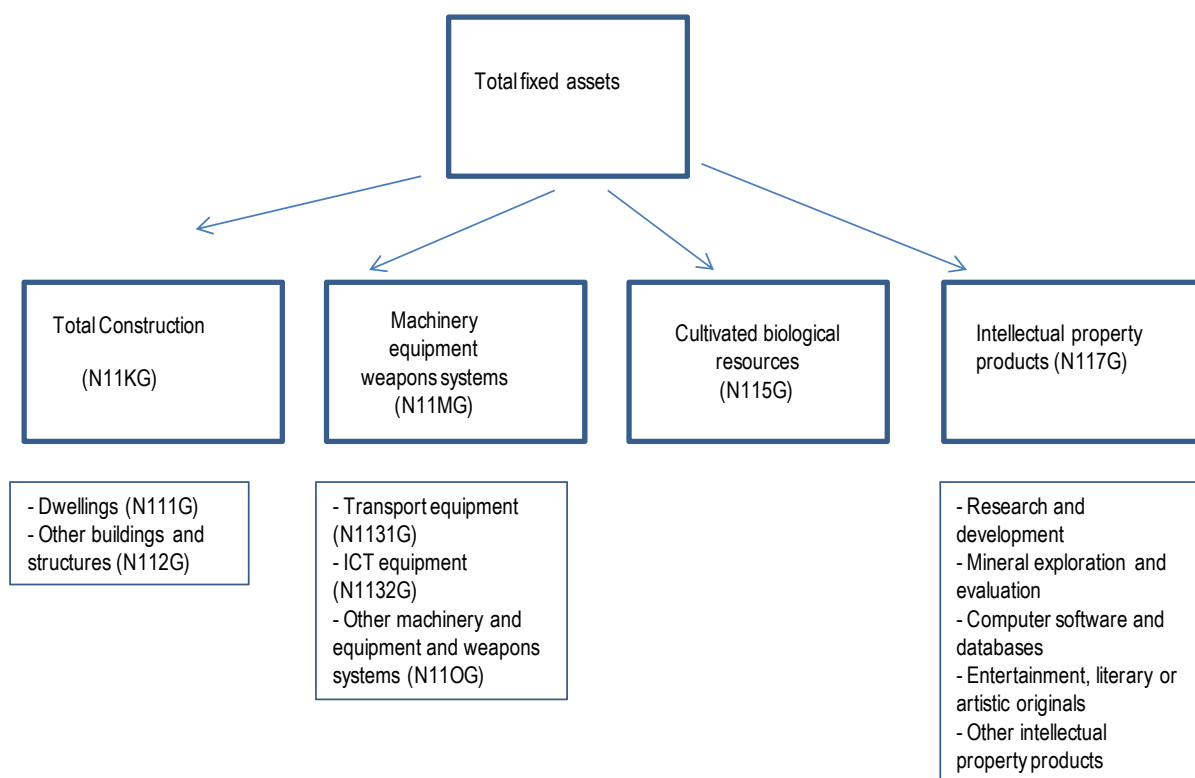 Total fixed assets
Total Construction
(N11KG)
Machinery
equipment
weapons systems
(N11MG)
Cultivated biological
resources
(N115G)
Intellectual property
products (N117G)
- Dwellings (N111G)
- Other buildings and
structures (N112G)
- Transport equipment
(N1131G)
- ICT equipment
(N1132G)
- Other machinery and
equipment and weapons
systems (N11OG)
- Research and
development
- Mineral exploration and
evaluation
- Computer software and
databases
- Entertainment, literary or
artistic originals
- Other intellectual
property products